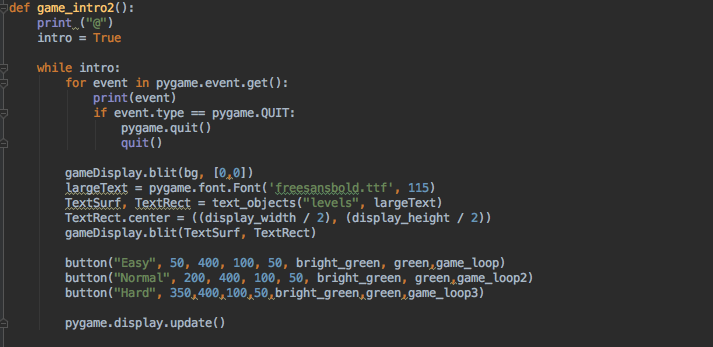 def game_intro2():
    print ("@")
    intro = True
    while intro:
        for event in pygame.event.get():
            print(event)
            if event.type == pygame.QUIT:
                pygame.quit()
                quit()
        gameDisplay.blit(bg, [0,0])
        largeText = pygame.font.Font('freesansbold.ttf', 115)
        TextSurf, TextRect = text_objects("levels", largeText)
        TextRect.center = ((display_width / 2), (display_height / 2))
        gameDisplay.blit(TextSurf, TextRect)
        button("Easy", 50, 400, 100, 50, bright_green, green,game_loop)
        button("Normal", 200, 400, 100, 50, bright_green, green,game_loop2)
        button("Hard", 350,400,100,50,bright_green,green,game_loop3)
        pygame.display.update()